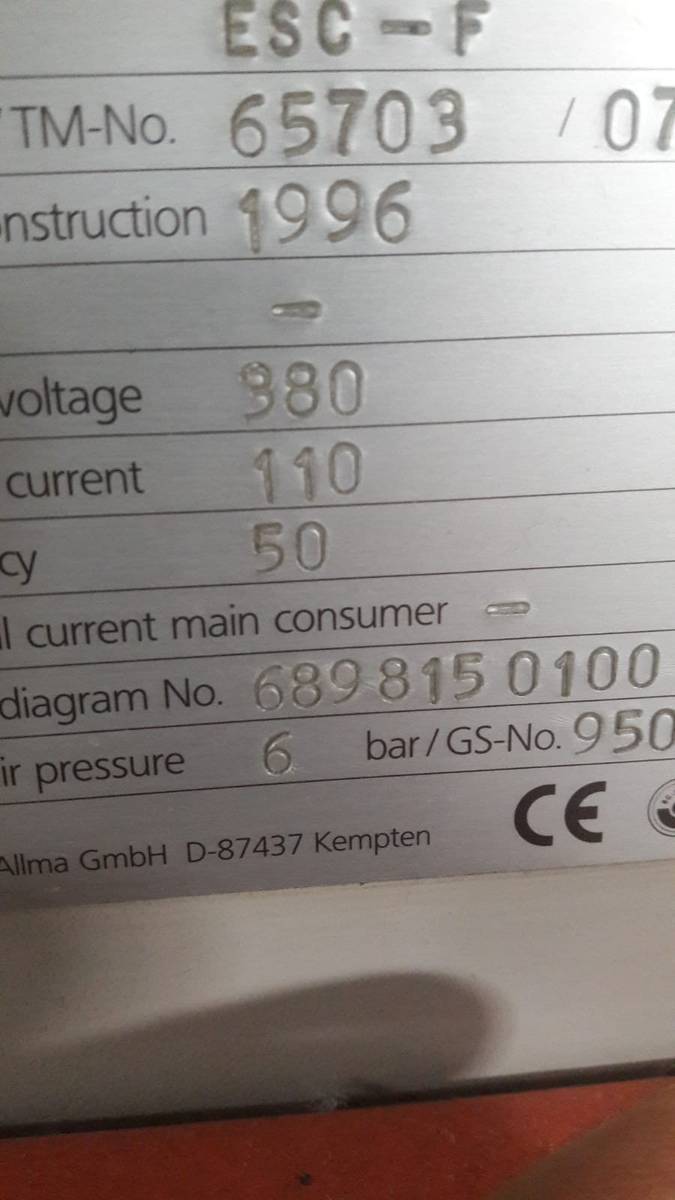 ESC - F
TM-No. 65703 / 07
nstruction 1996
-
voltage 380
current 110
cy 50
l current main consumer -
diagram No. 689 815 0100
ir pressure 6 bar / GS-No. 950
Allma GmbH D-87437 Kempten CE